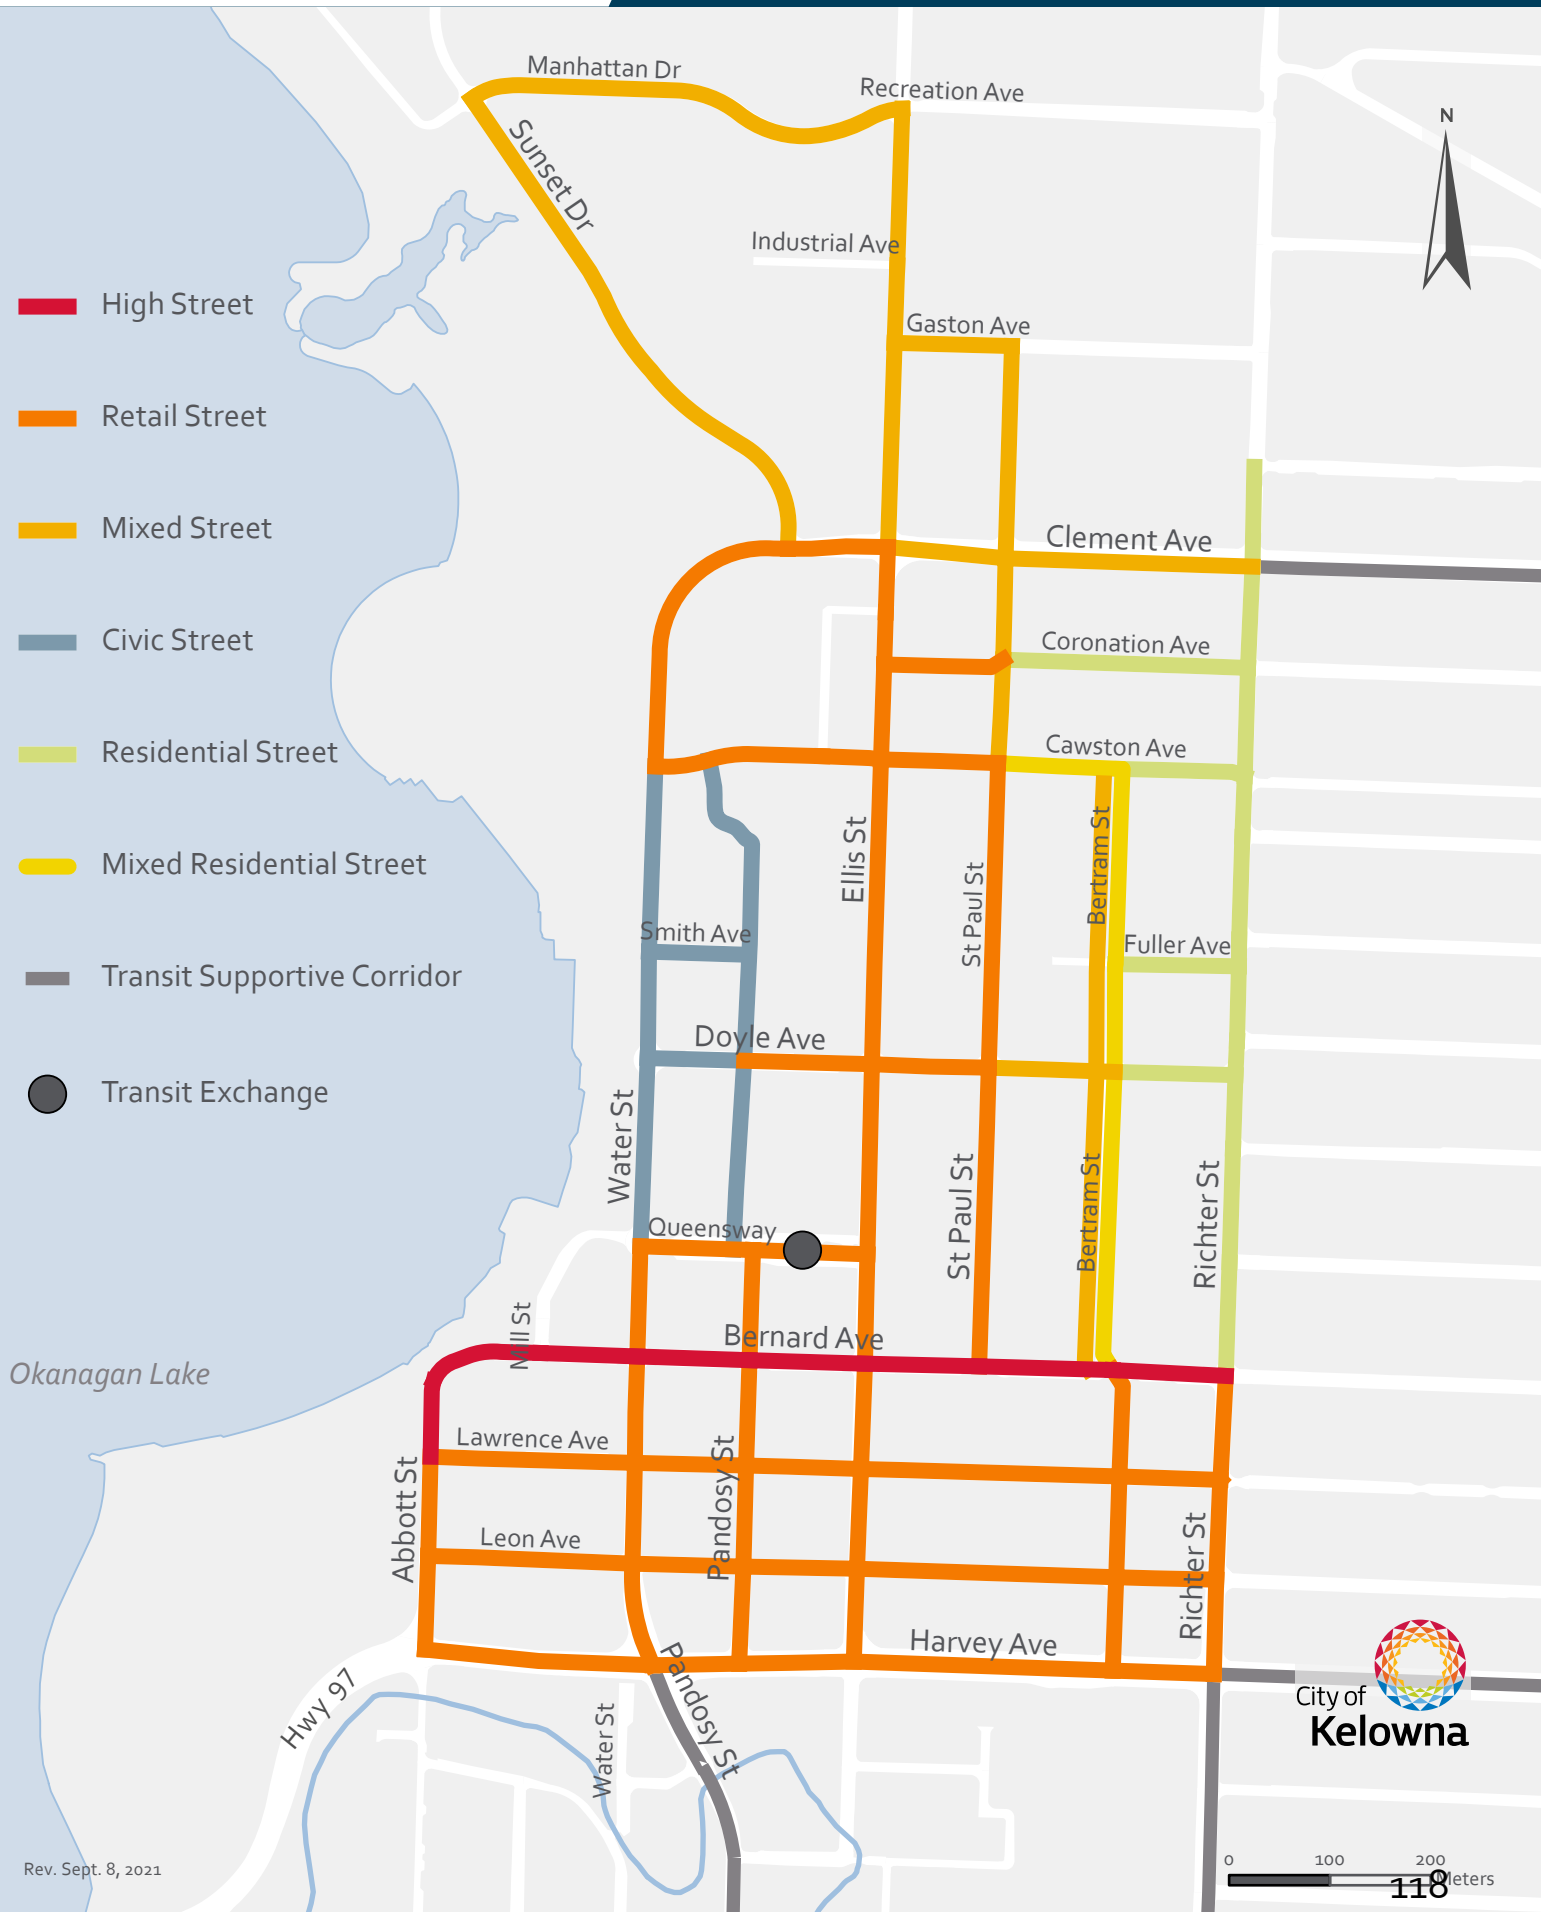 Manhattan Dr
Recreation Ave
N
Sunset Dr
Industrial Ave
High Street
Gaston Ave
Retail Street
Mixed Street
Clement Ave
Civic Street
Coronation Ave
Residential Street
Cawston Ave
Mixed Residential Street
Ellis St
St Paul St
Bertram St
Smith Ave
Fuller Ave
Transit Supportive Corridor
Doyle Ave
Transit Exchange
Water St
St Paul St
Bertram St
Richter St
Queensway
Mill St
Bernard Ave
Okanagan Lake
Lawrence Ave
Abbott St
Pandosy St
Leon Ave
Richter St
Harvey Ave
Hwy 97
Pandosy St
Water St
City of
Kelowna
Rev. Sept. 8, 2021
0 100 200
Meters
118